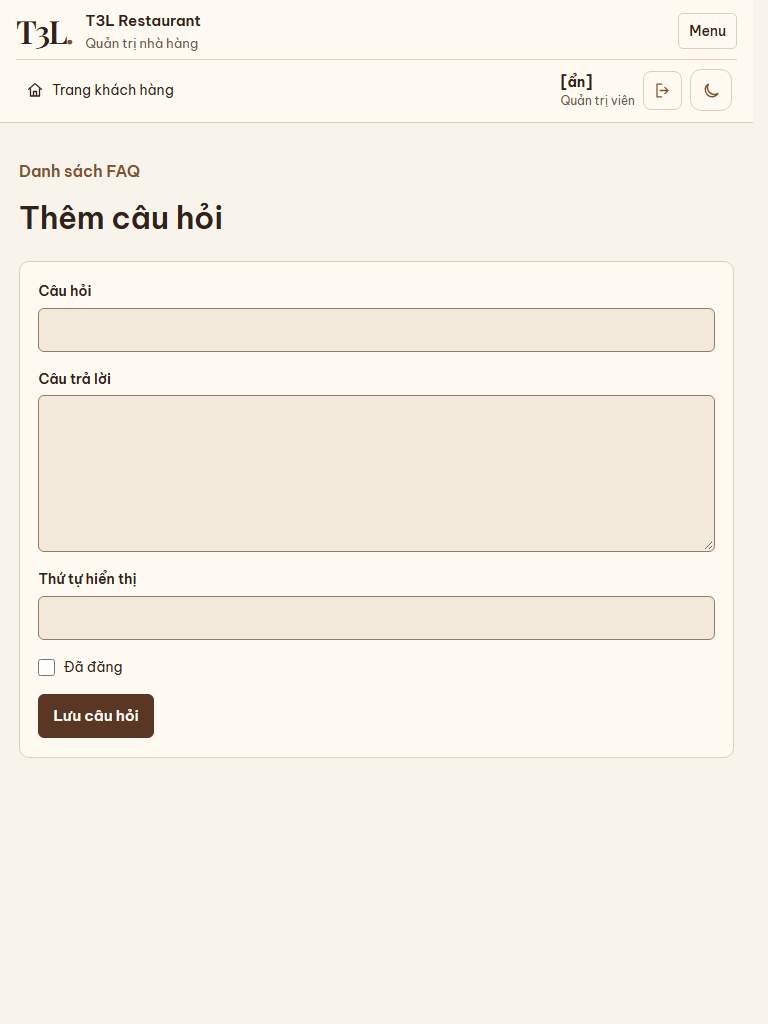 T3L.
T3L Restaurant
Quản trị nhà hàng
Menu
Trang khách hàng
[ẩn]
Quản trị viên
Danh sách FAQ
Thêm câu hỏi
Câu hỏi
Câu trả lời
Thứ tự hiển thị
Đã đăng
Lưu câu hỏi